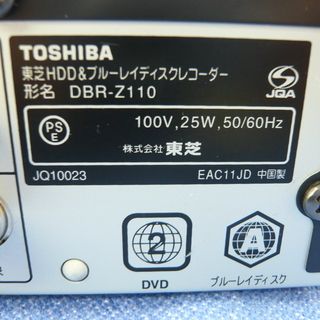 TOSHIBA
東芝HDD&ブルーレイディスクレコーダー
形名 DBR-Z110
JQA
PS
E
100V,25W,50/60Hz
株式会社 東芝
JQ10023
EAC11JD 中国製
2
A
DVD
ブルーレイディスク